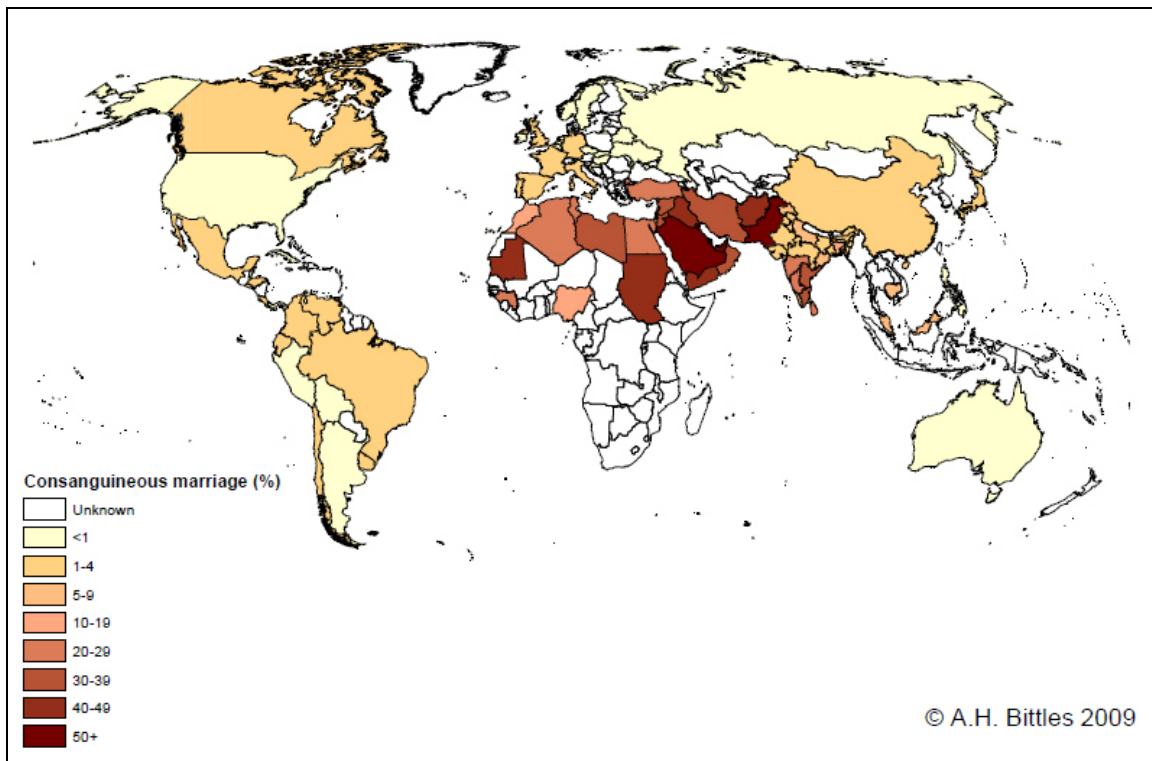 Consanguineous marriage (%)
Unknown
<1
1-4
5-9
10-19
20-29
30-39
40-49
50+
© A.H. Bittles 2009